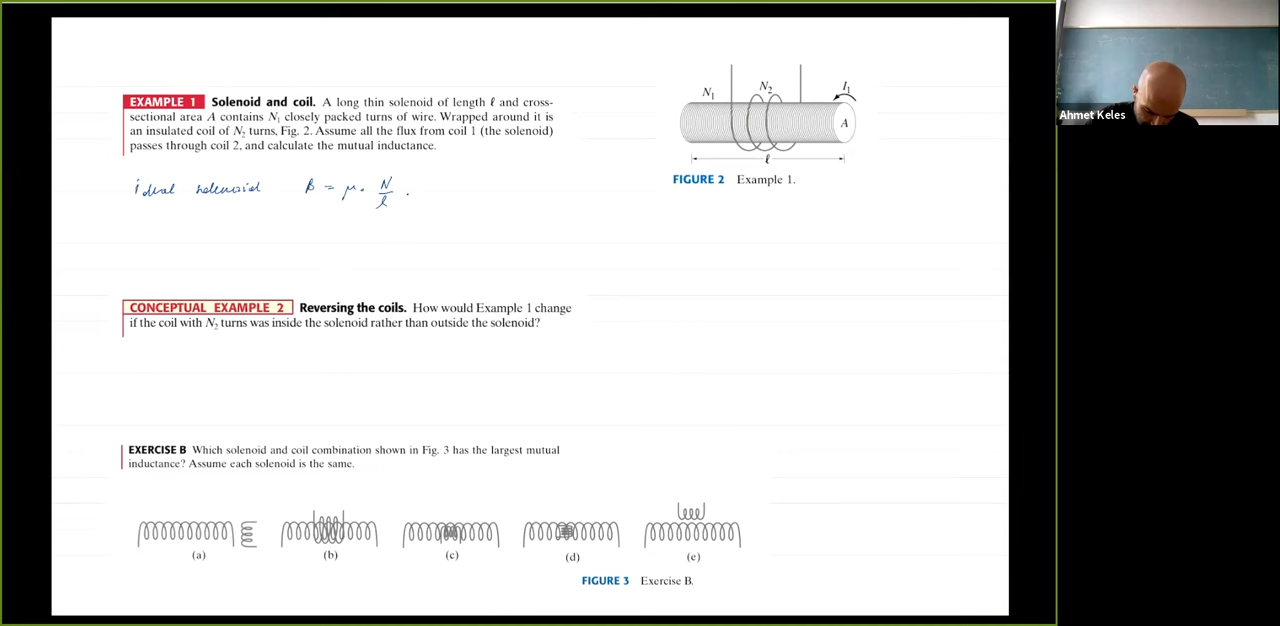 EXAMPLE 1 Solenoid and coil. A long thin solenoid of length ℓ and cross-
sectional area A contains N₁ closely packed turns of wire. Wrapped around it is
an insulated coil of N₂ turns, Fig. 2. Assume all the flux from coil 1 (the solenoid)
passes through coil 2, and calculate the mutual inductance.
N₁
N₂
I₁
A
ℓ
FIGURE 2 Example 1.
ideal solenoid B = μ₀ N/ℓ .
CONCEPTUAL EXAMPLE 2 Reversing the coils. How would Example 1 change
if the coil with N₂ turns was inside the solenoid rather than outside the solenoid?
EXERCISE B Which solenoid and coil combination shown in Fig. 3 has the largest mutual
inductance? Assume each solenoid is the same.
(a) (b) (c) (d) (e)
FIGURE 3 Exercise B.
Ahmet Keles